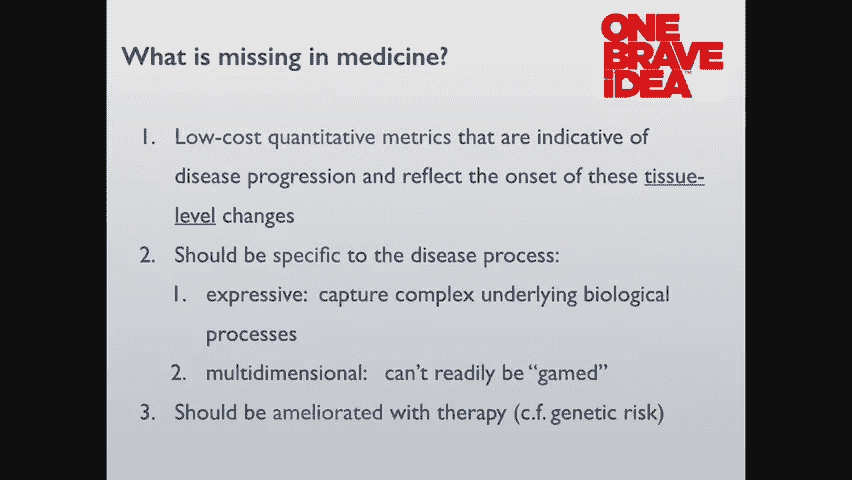 What is missing in medicine?
ONE
BRAVE
iDEA™
1. Low-cost quantitative metrics that are indicative of
disease progression and reflect the onset of these tissue-
level changes
2. Should be specific to the disease process:
1. expressive: capture complex underlying biological
processes
2. multidimensional: can't readily be “gamed”
3. Should be ameliorated with therapy (c.f. genetic risk)